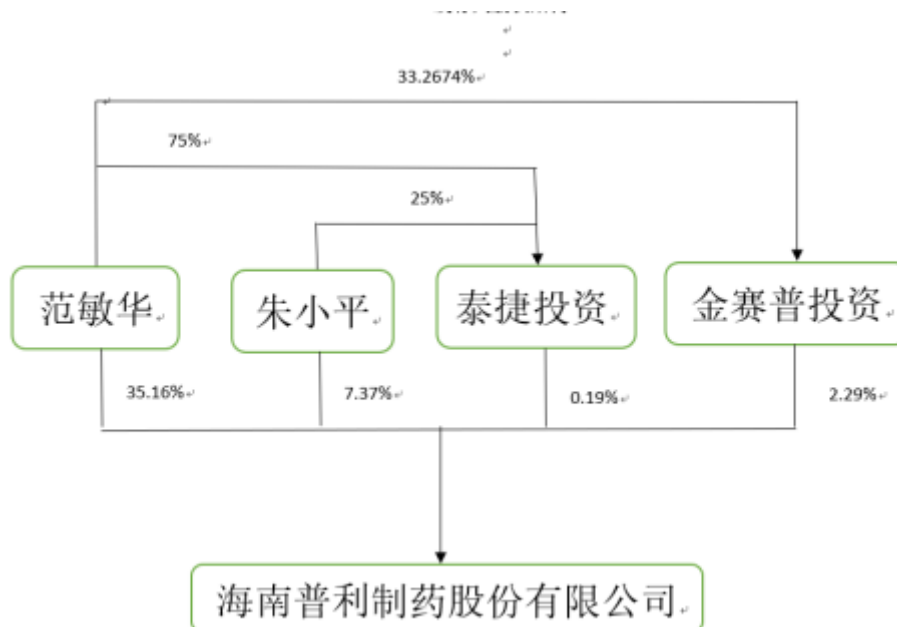 33.2674%
75%
25%
范敏华
朱小平
泰捷投资
金赛普投资
35.16%
7.37%
0.19%
2.29%
海南普利制药股份有限公司